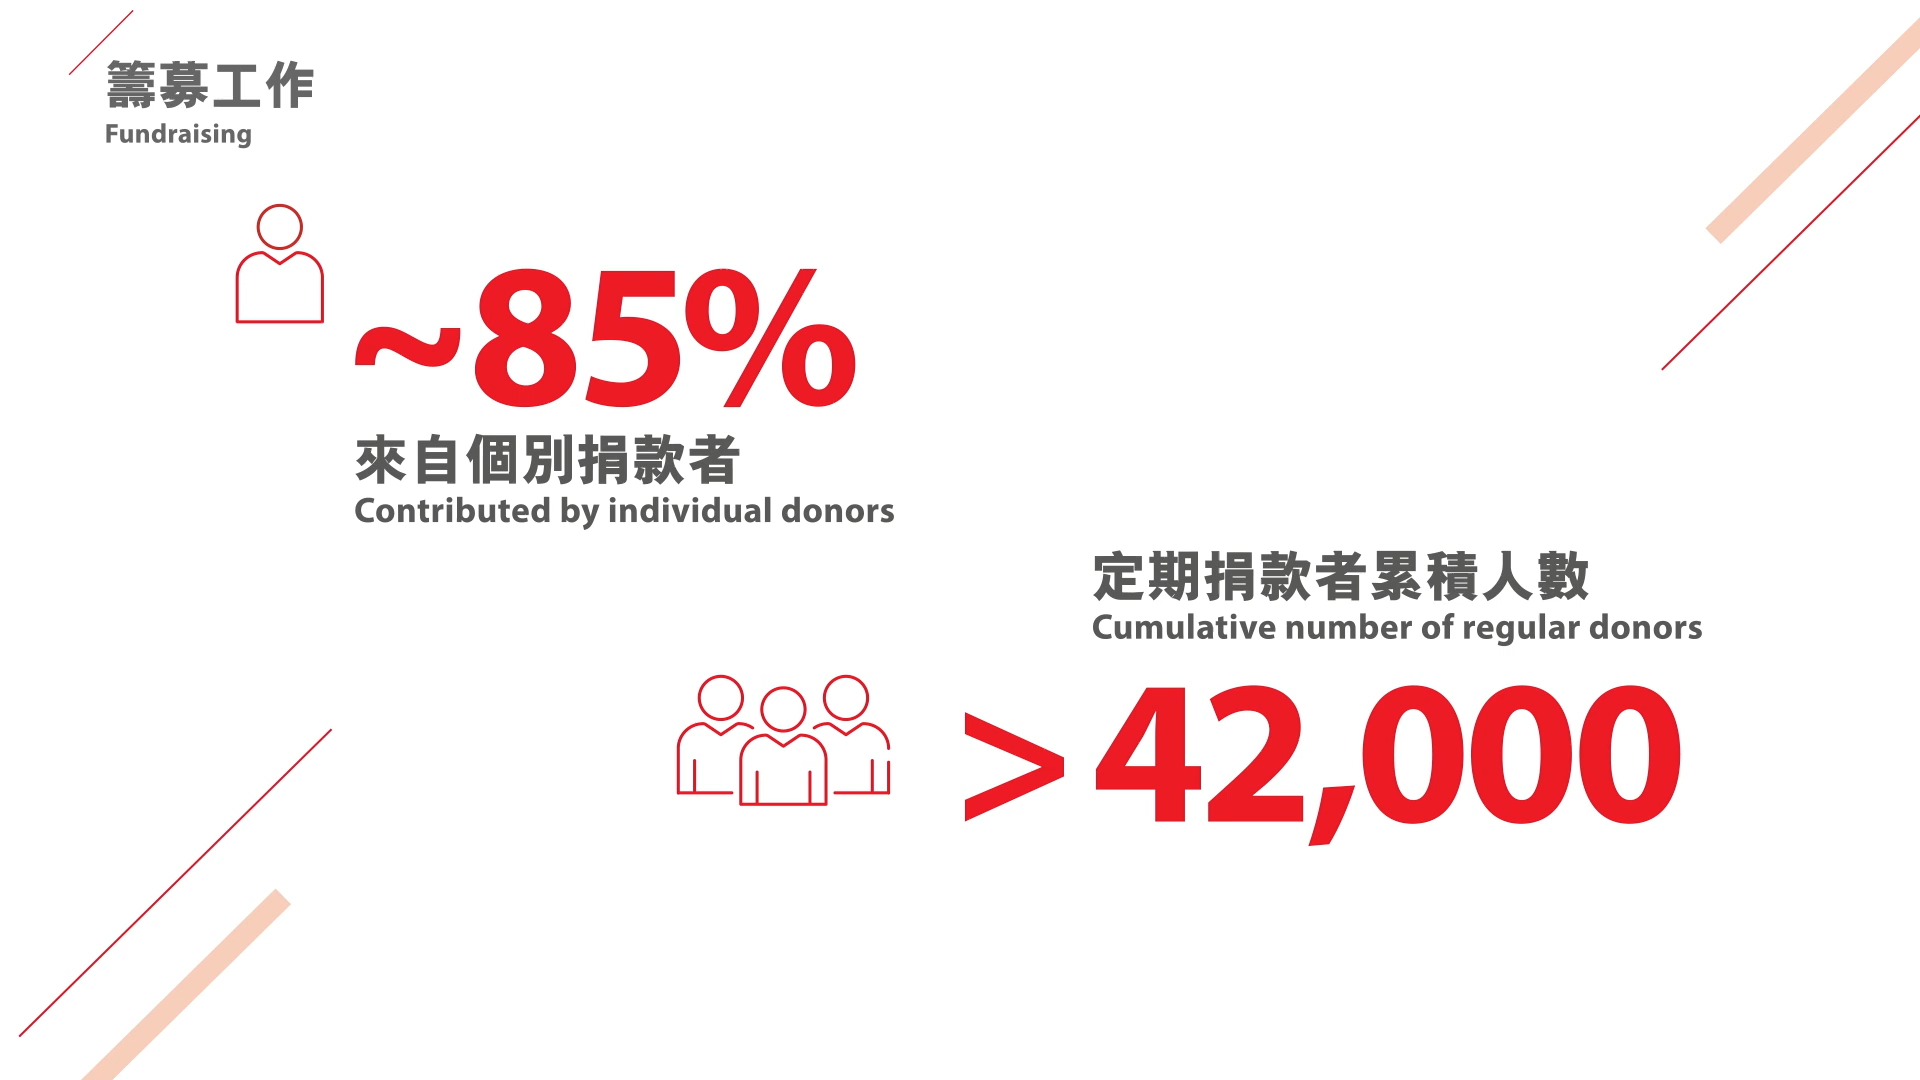 籌募工作
Fundraising
~85%
來自個別捐款者
Contributed by individual donors
定期捐款者累積人數
Cumulative number of regular donors
>42,000